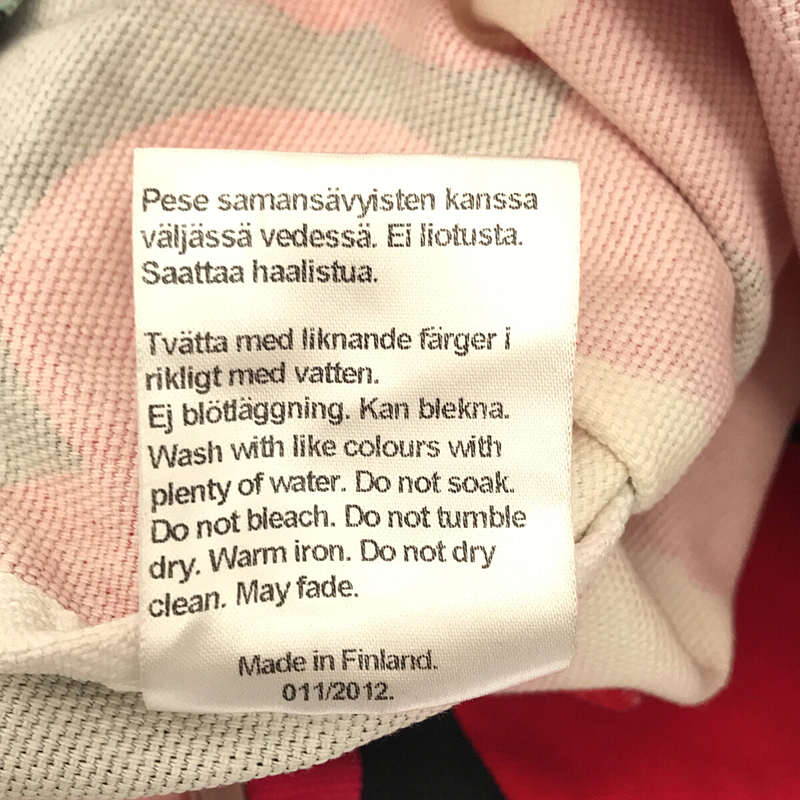 Pese samansävyisten kanssa
väljässä vedessä. Ei liotusta.
Saattaa haalistua.
Tvätta med liknande färger i
rikligt med vatten.
Ej blötläggning. Kan blekna.
Wash with like colours with
plenty of water. Do not soak.
Do not bleach. Do not tumble
dry. Warm iron. Do not dry
clean. May fade.
Made in Finland.
011/2012.